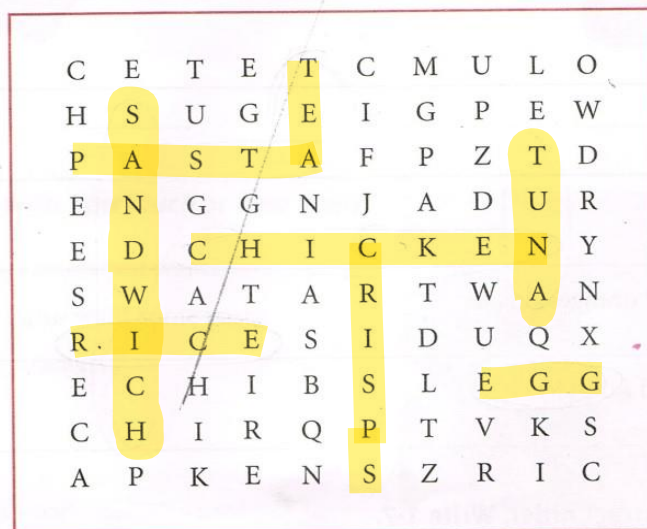 C E T E T C M U L O
H S U G E I G P E W
P A S T A F P Z T D
E N G G N J A D U R
E D C H I C K E N Y
S W A T A R T W A N
R I C E S I D U Q X
E C H I B S L E G G
C H I R Q P T V K S
A P K E N S Z R I C